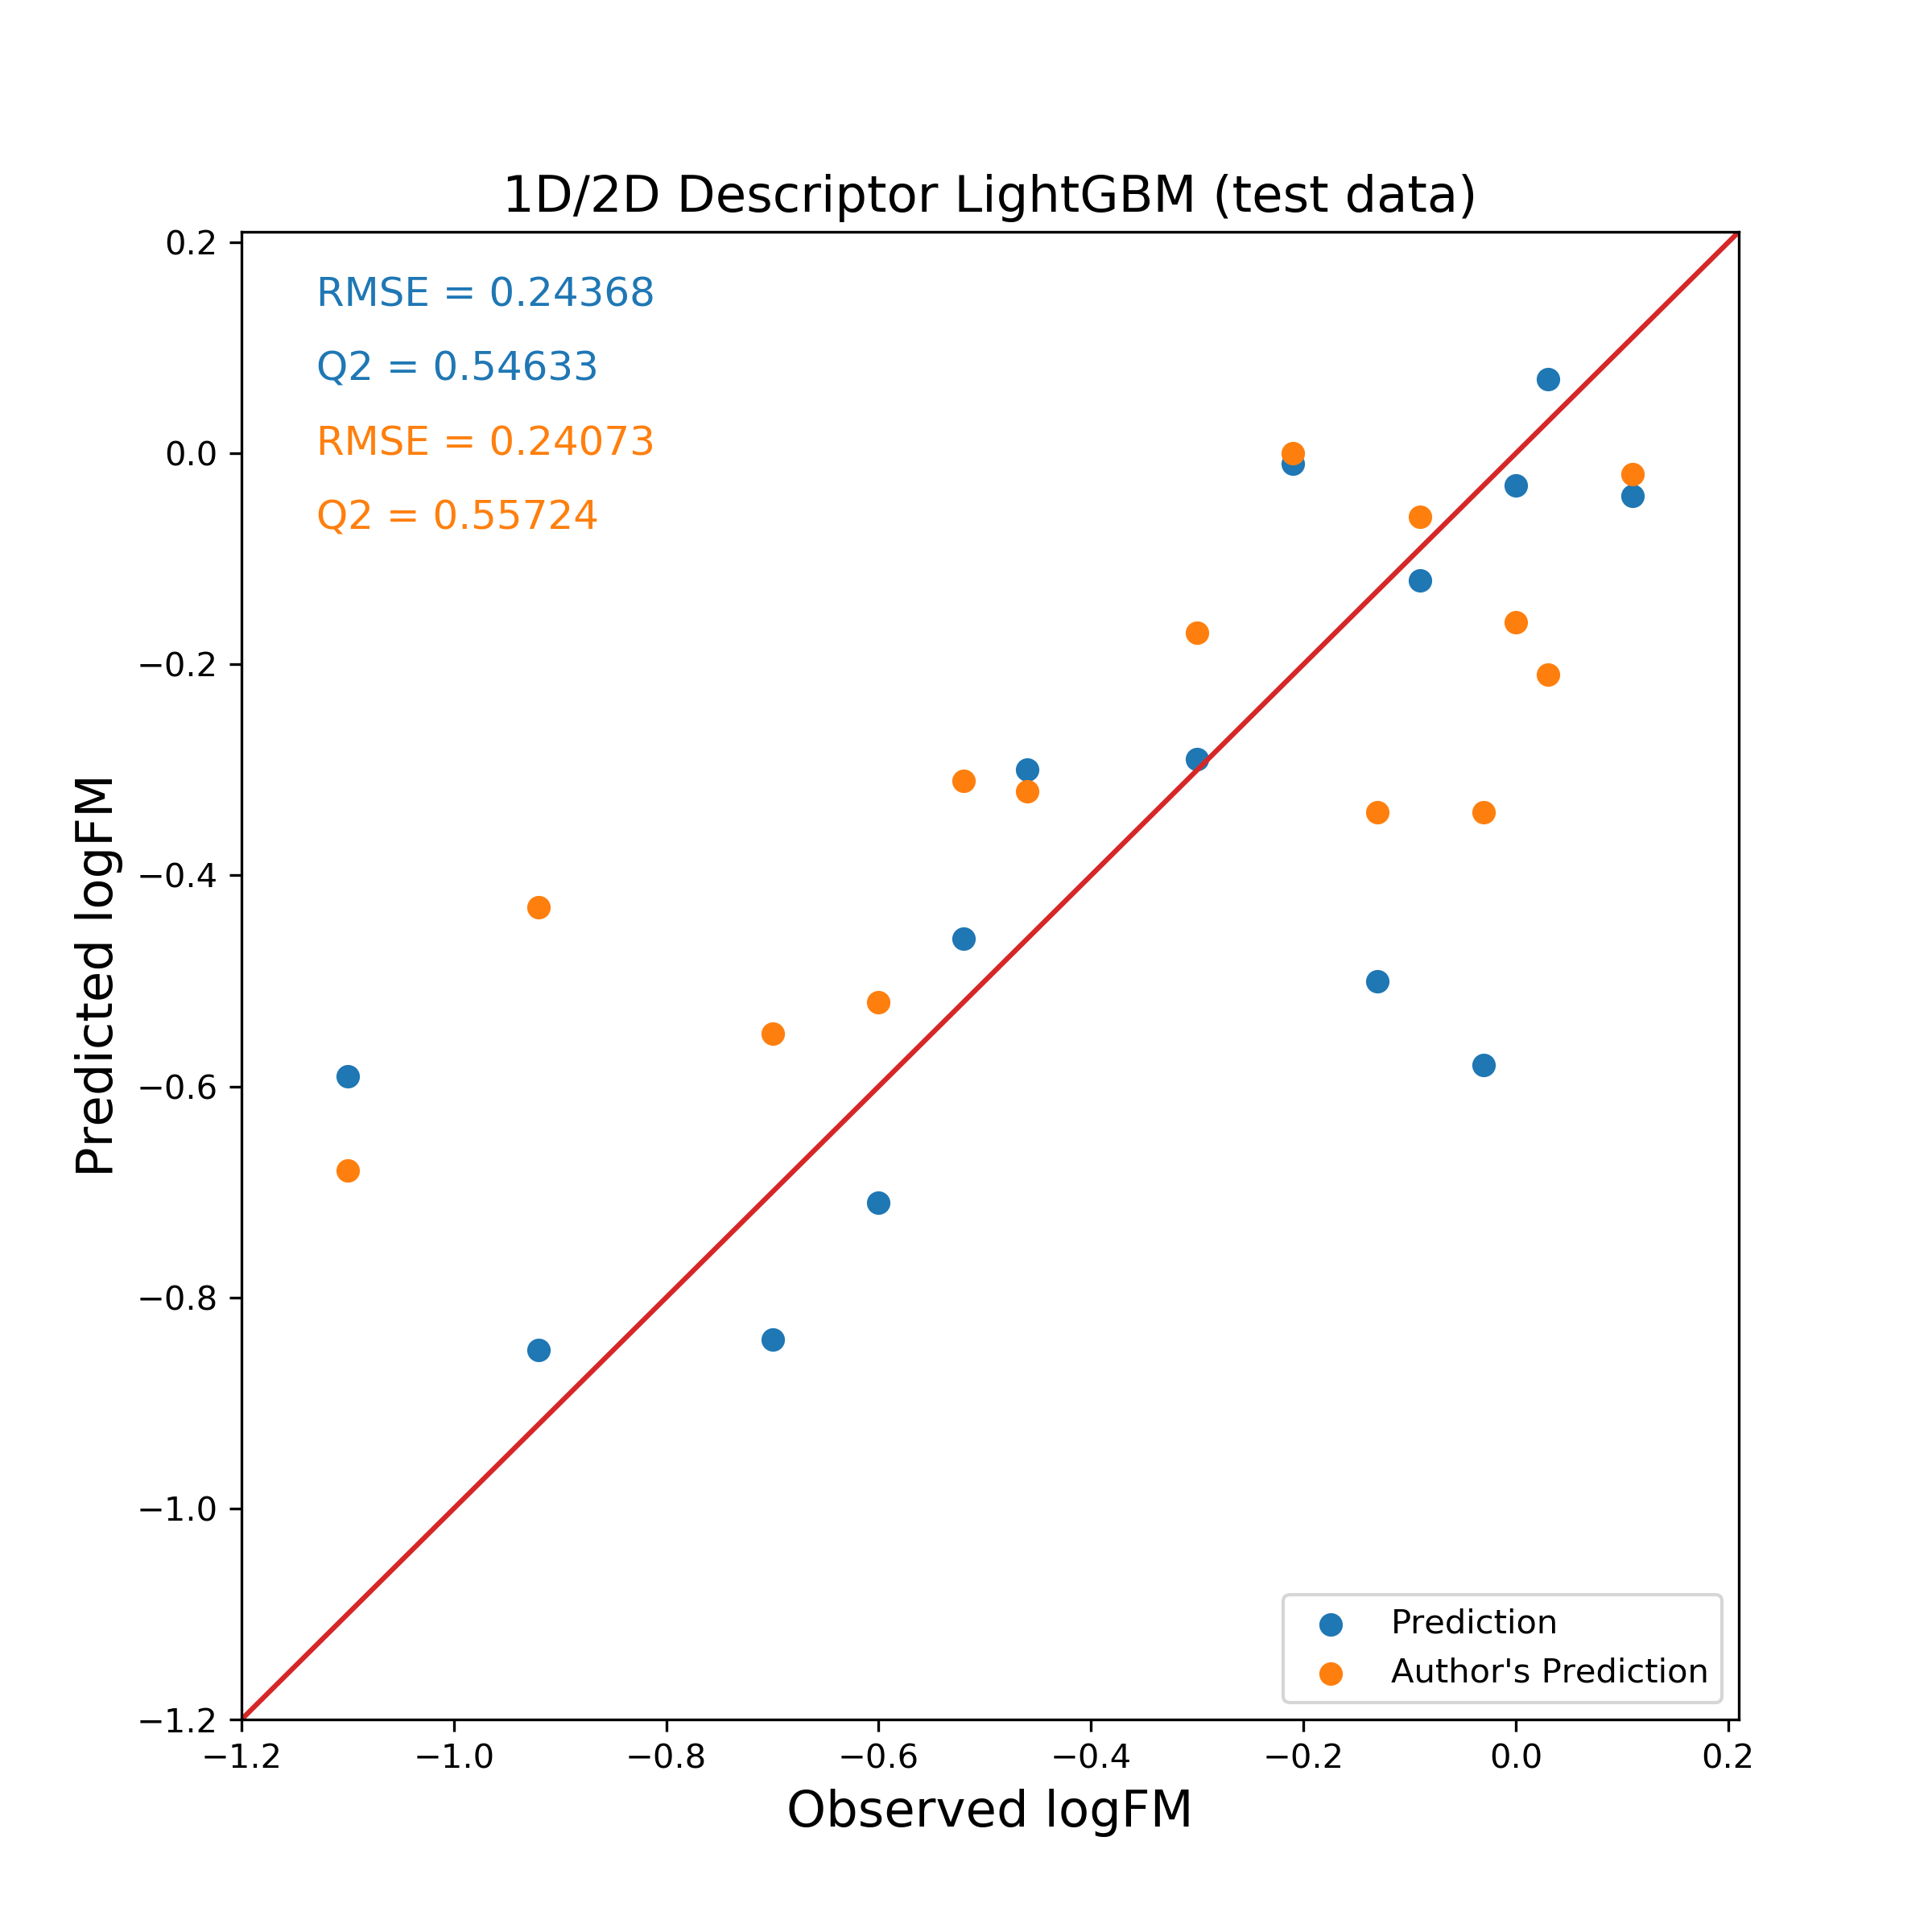 1D/2D Descriptor LightGBM (test data)
RMSE = 0.24368
Q2 = 0.54633
RMSE = 0.24073
Q2 = 0.55724
0.2
0.0
−0.2
−0.4
−0.6
−0.8
−1.0
−1.2
Predicted logFM
Prediction
Author's Prediction
−1.2 −1.0 −0.8 −0.6 −0.4 −0.2 0.0 0.2
Observed logFM